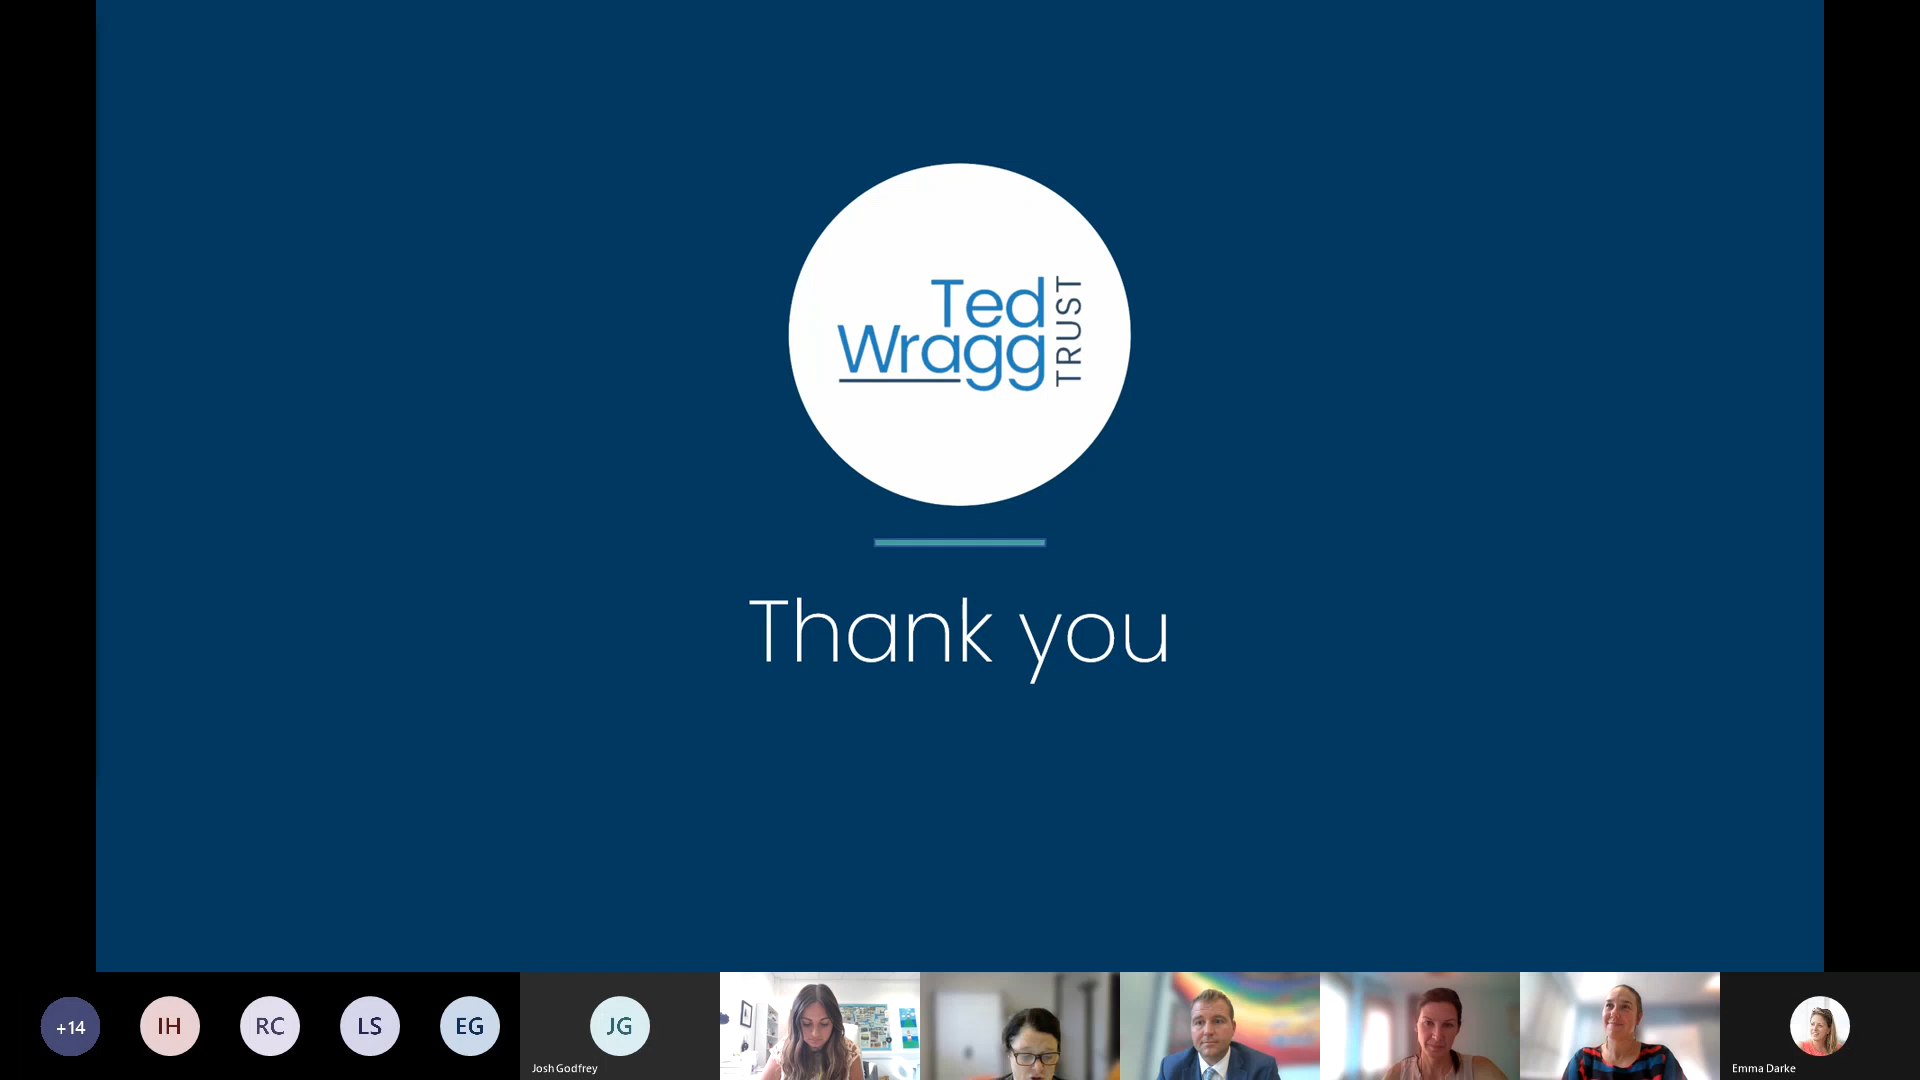 Ted
Wragg
TRUST
Thank you
+14
IH
RC
LS
EG
JG
Josh Godfrey
Emma Darke